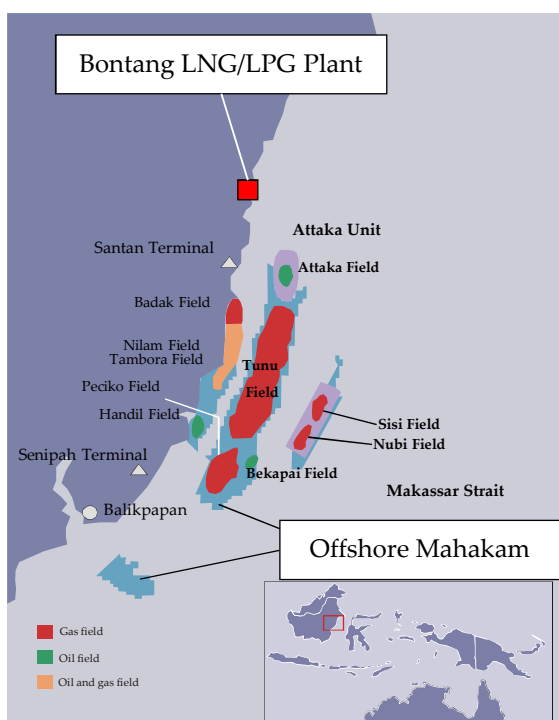 Bontang LNG/LPG Plant
Attaka Unit
Santan Terminal
Attaka Field
Badak Field
Nilam Field
Tambora Field
Tunu
Field
Peciko Field
Handil Field
Sisi Field
Nubi Field
Senipah Terminal
Bekapai Field
Makassar Strait
Balikpapan
Offshore Mahakam
Gas field
Oil field
Oil and gas field